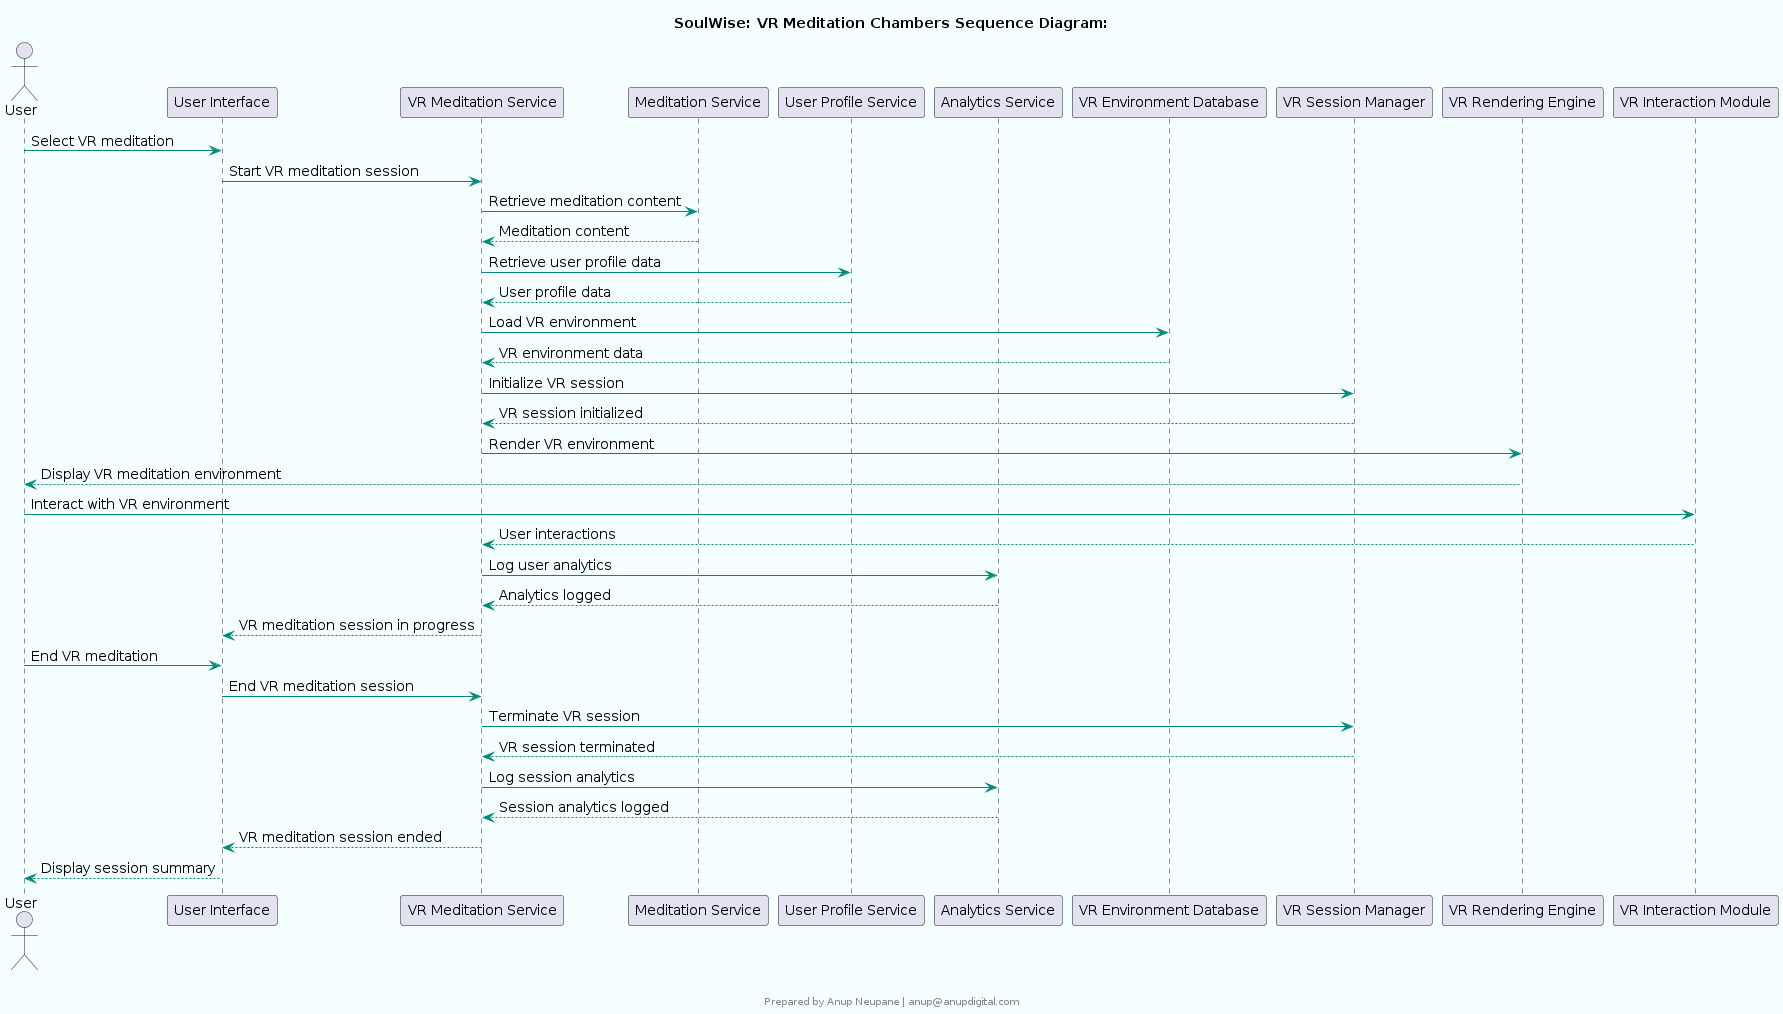 SoulWise: VR Meditation Chambers Sequence Diagram:
User
User Interface
VR Meditation Service
Meditation Service
User Profile Service
Analytics Service
VR Environment Database
VR Session Manager
VR Rendering Engine
VR Interaction Module
Select VR meditation
Start VR meditation session
Retrieve meditation content
Meditation content
Retrieve user profile data
User profile data
Load VR environment
VR environment data
Initialize VR session
VR session initialized
Render VR environment
Display VR meditation environment
Interact with VR environment
User interactions
Log user analytics
Analytics logged
VR meditation session in progress
End VR meditation
End VR meditation session
Terminate VR session
VR session terminated
Log session analytics
Session analytics logged
VR meditation session ended
Display session summary
User
User Interface
VR Meditation Service
Meditation Service
User Profile Service
Analytics Service
VR Environment Database
VR Session Manager
VR Rendering Engine
VR Interaction Module
Prepared by Anup Neupane | anup@anupdigital.com